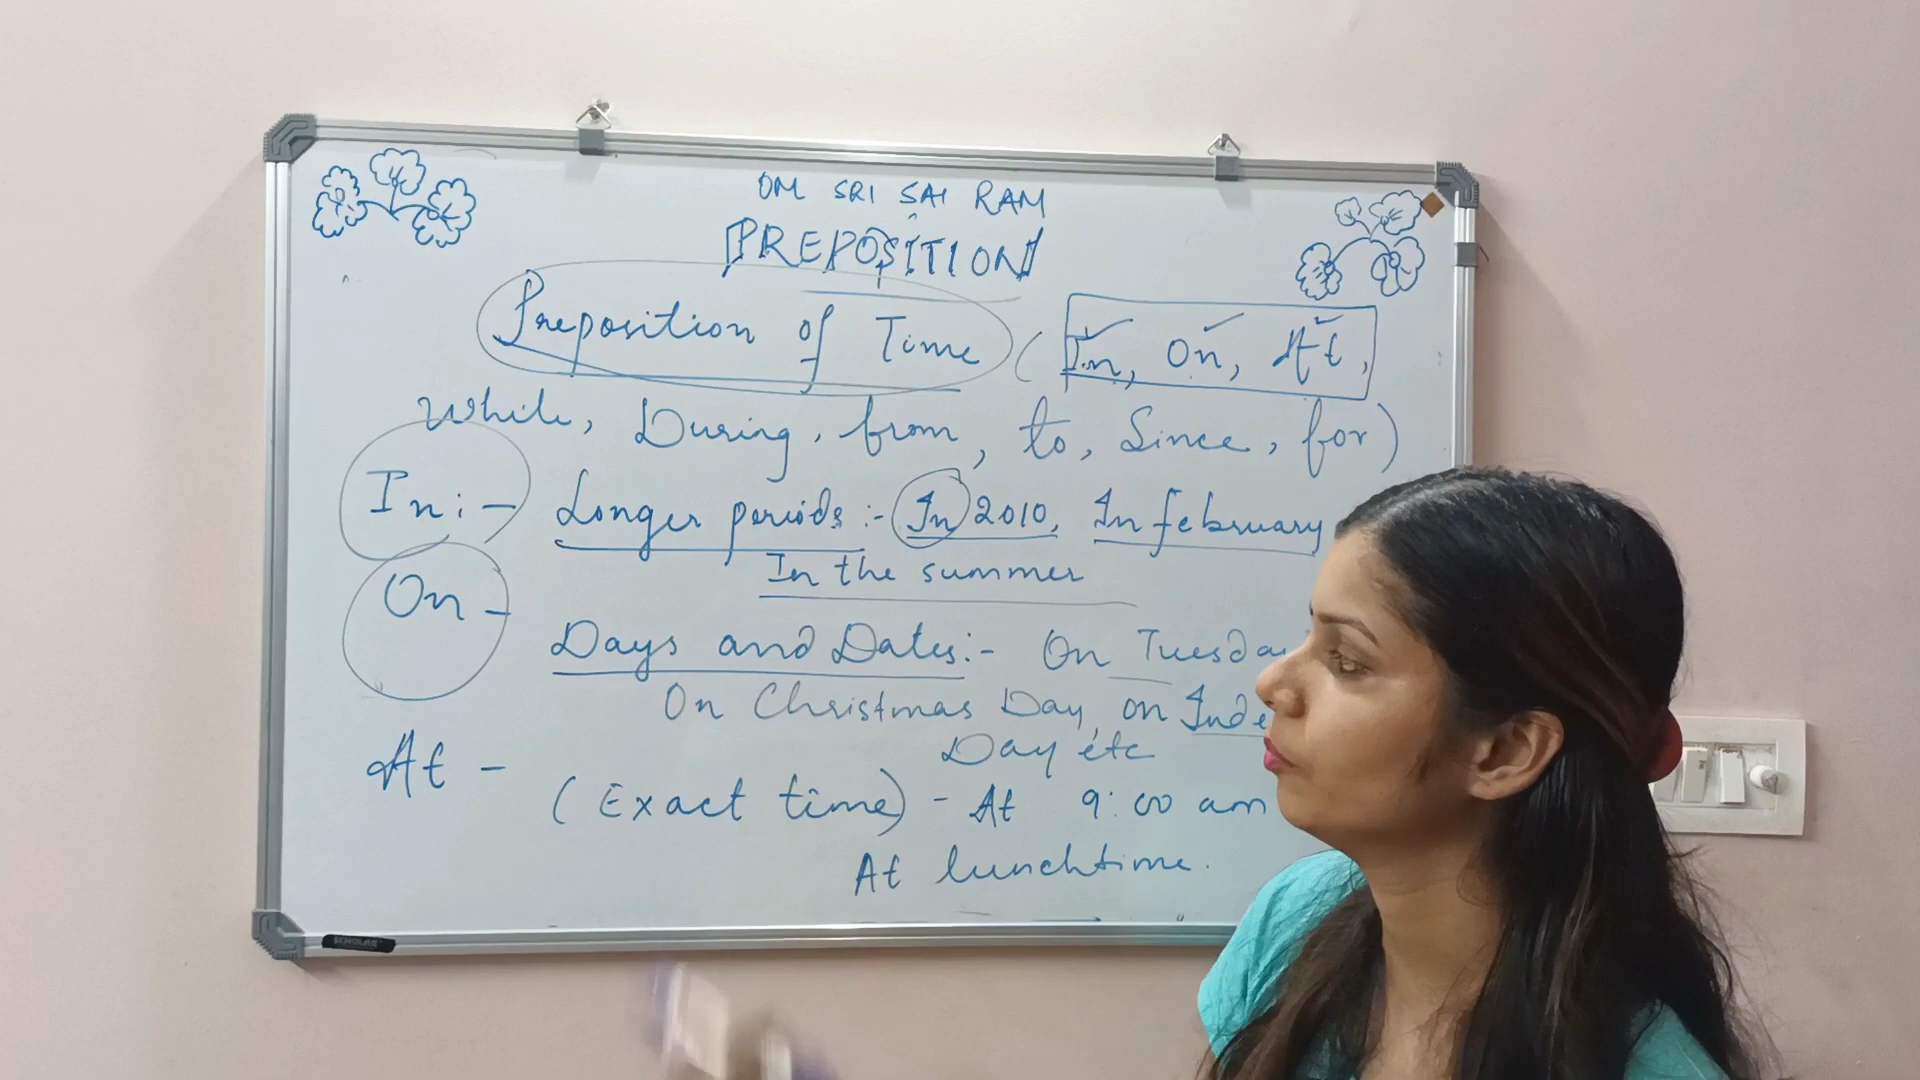 OM SRI SAI RAM
PREPOSITION
Preposition of Time (In, On, At,
While, During, from, to, Since, for)
In:- Longer periods:- In 2010, In february
In the summer
On - Days and Dates:- On Tuesda
On Christmas Day, on Inde
Day etc
At - (Exact time) - At 9:00 am
At lunchtime.
SCHOLAR